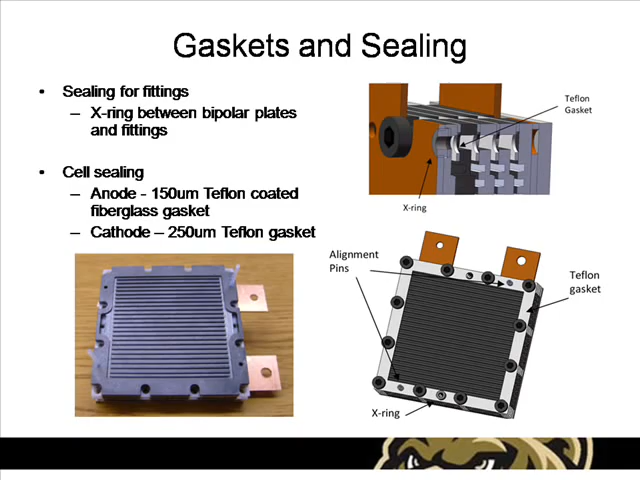 Gaskets and Sealing
• Sealing for fittings
– X-ring between bipolar plates
and fittings
• Cell sealing
– Anode - 150um Teflon coated
fiberglass gasket
– Cathode – 250um Teflon gasket
Teflon
Gasket
X-ring
Alignment
Pins
Teflon
gasket
X-ring